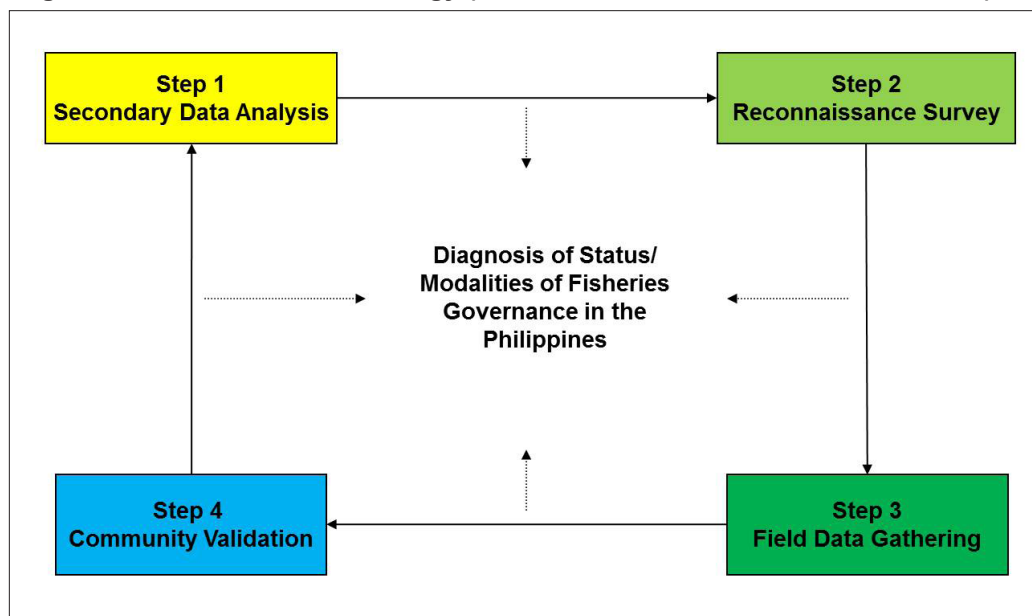 Step 1
Secondary Data Analysis
Step 2
Reconnaissance Survey
Diagnosis of Status/
Modalities of Fisheries
Governance in the
Philippines
Step 4
Community Validation
Step 3
Field Data Gathering